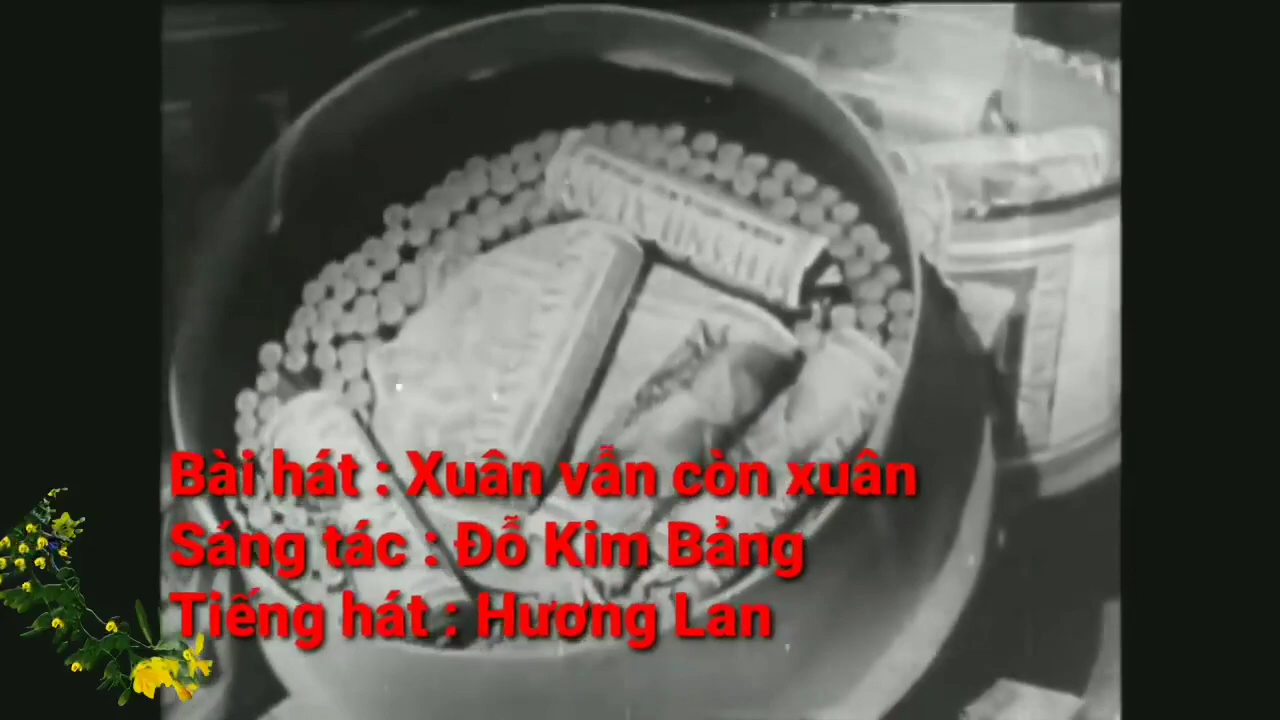 Bài hát : Xuân vẫn còn xuân
Sáng tác : Đỗ Kim Bảng
Tiếng hát : Hương Lan